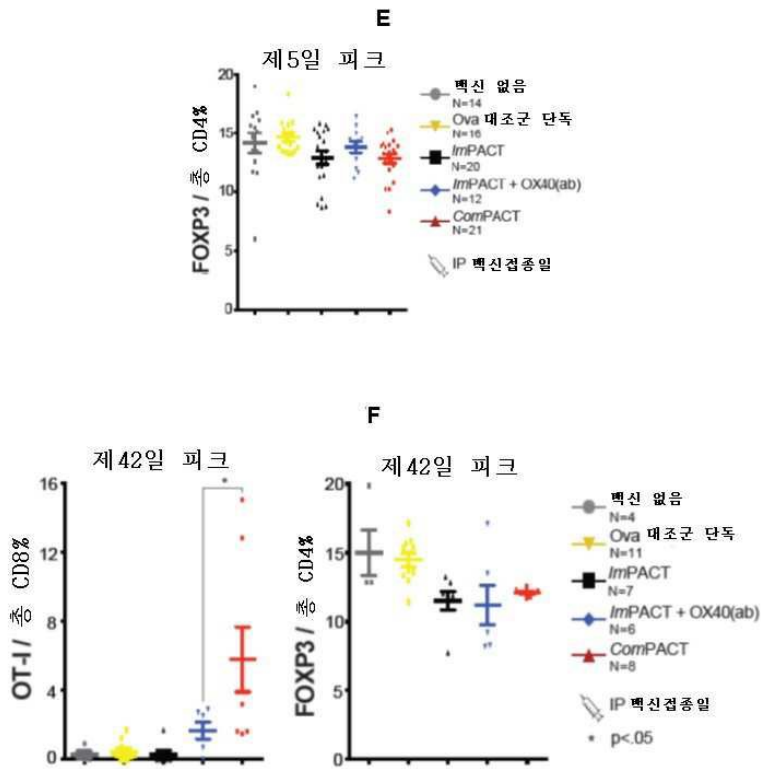 E
제5일 피크
FOXP3 / 총 CD4%
20
15
10
5
0
백신 없음
N=14
Ova 대조군 단독
N=16
ImPACT
N=20
ImPACT + OX40(ab)
N=12
ComPACT
N=21
IP 백신접종일
F
제42일 피크
OT-I / 총 CD8%
16
12
8
4
0
*
제42일 피크
FOXP3 / 총 CD4%
20
15
10
5
0
백신 없음
N=4
Ova 대조군 단독
N=11
ImPACT
N=7
ImPACT + OX40(ab)
N=6
ComPACT
N=8
IP 백신접종일
* p<.05